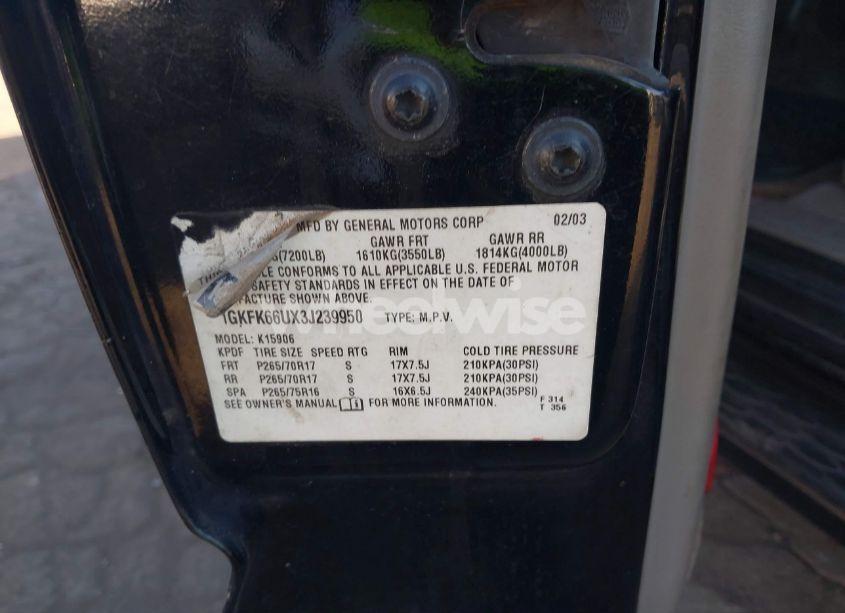 MFD BY GENERAL MOTORS CORP 02/03
GAWR FRT GAWR RR
(7200LB) 1610KG(3550LB) 1814KG(4000LB)
CONFORMS TO ALL APPLICABLE U.S. FEDERAL MOTOR
SAFETY STANDARDS IN EFFECT ON THE DATE OF
FACTURE SHOWN ABOVE.
1GKFK66UX3J239950 TYPE: M.P.V.
MODEL: K15906
KPDF TIRE SIZE SPEED RTG RIM COLD TIRE PRESSURE
FRT P265/70R17 S 17X7.5J 210KPA(30PSI)
RR P265/70R17 S 17X7.5J 210KPA(30PSI)
SPA P265/75R16 S 16X6.5J 240KPA(35PSI)
SEE OWNER'S MANUAL FOR MORE INFORMATION.
F 314
T 356
wheelwise